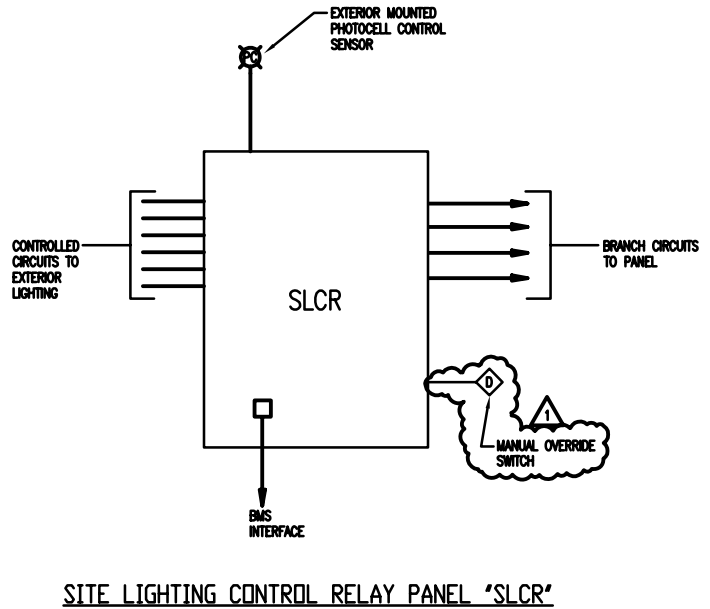 EXTERIOR MOUNTED
PHOTOCELL CONTROL
SENSOR
PC
CONTROLLED
CIRCUITS TO
EXTERIOR
LIGHTING
BRANCH CIRCUITS
TO PANEL
SLCR
D
1
MANUAL OVERRIDE
SWITCH
BMS
INTERFACE
SITE LIGHTING CONTROL RELAY PANEL "SLCR"